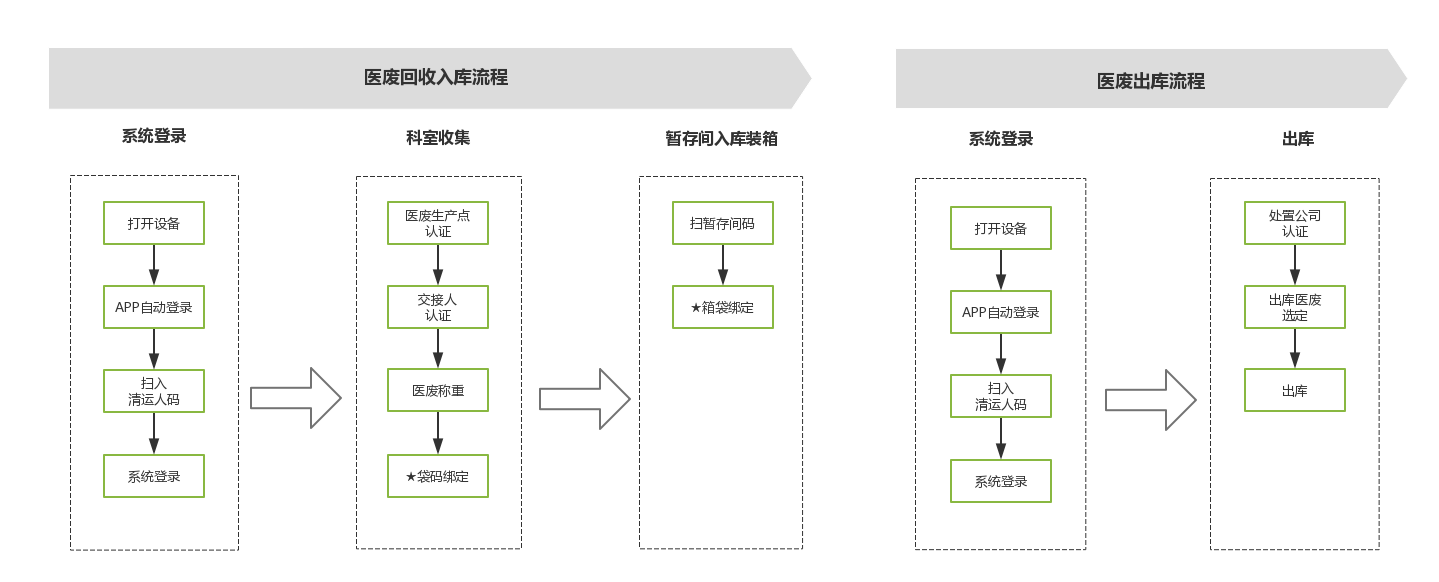 医废回收入库流程
系统登录
打开设备
APP自动登录
扫入
清运人码
系统登录
科室收集
医废生产点
认证
交接人
认证
医废称重
★袋码绑定
暂存间入库装箱
扫暂存间码
★箱袋绑定
医废出库流程
系统登录
打开设备
APP自动登录
扫入
清运人码
系统登录
出库
处置公司
认证
出库医废
选定
出库